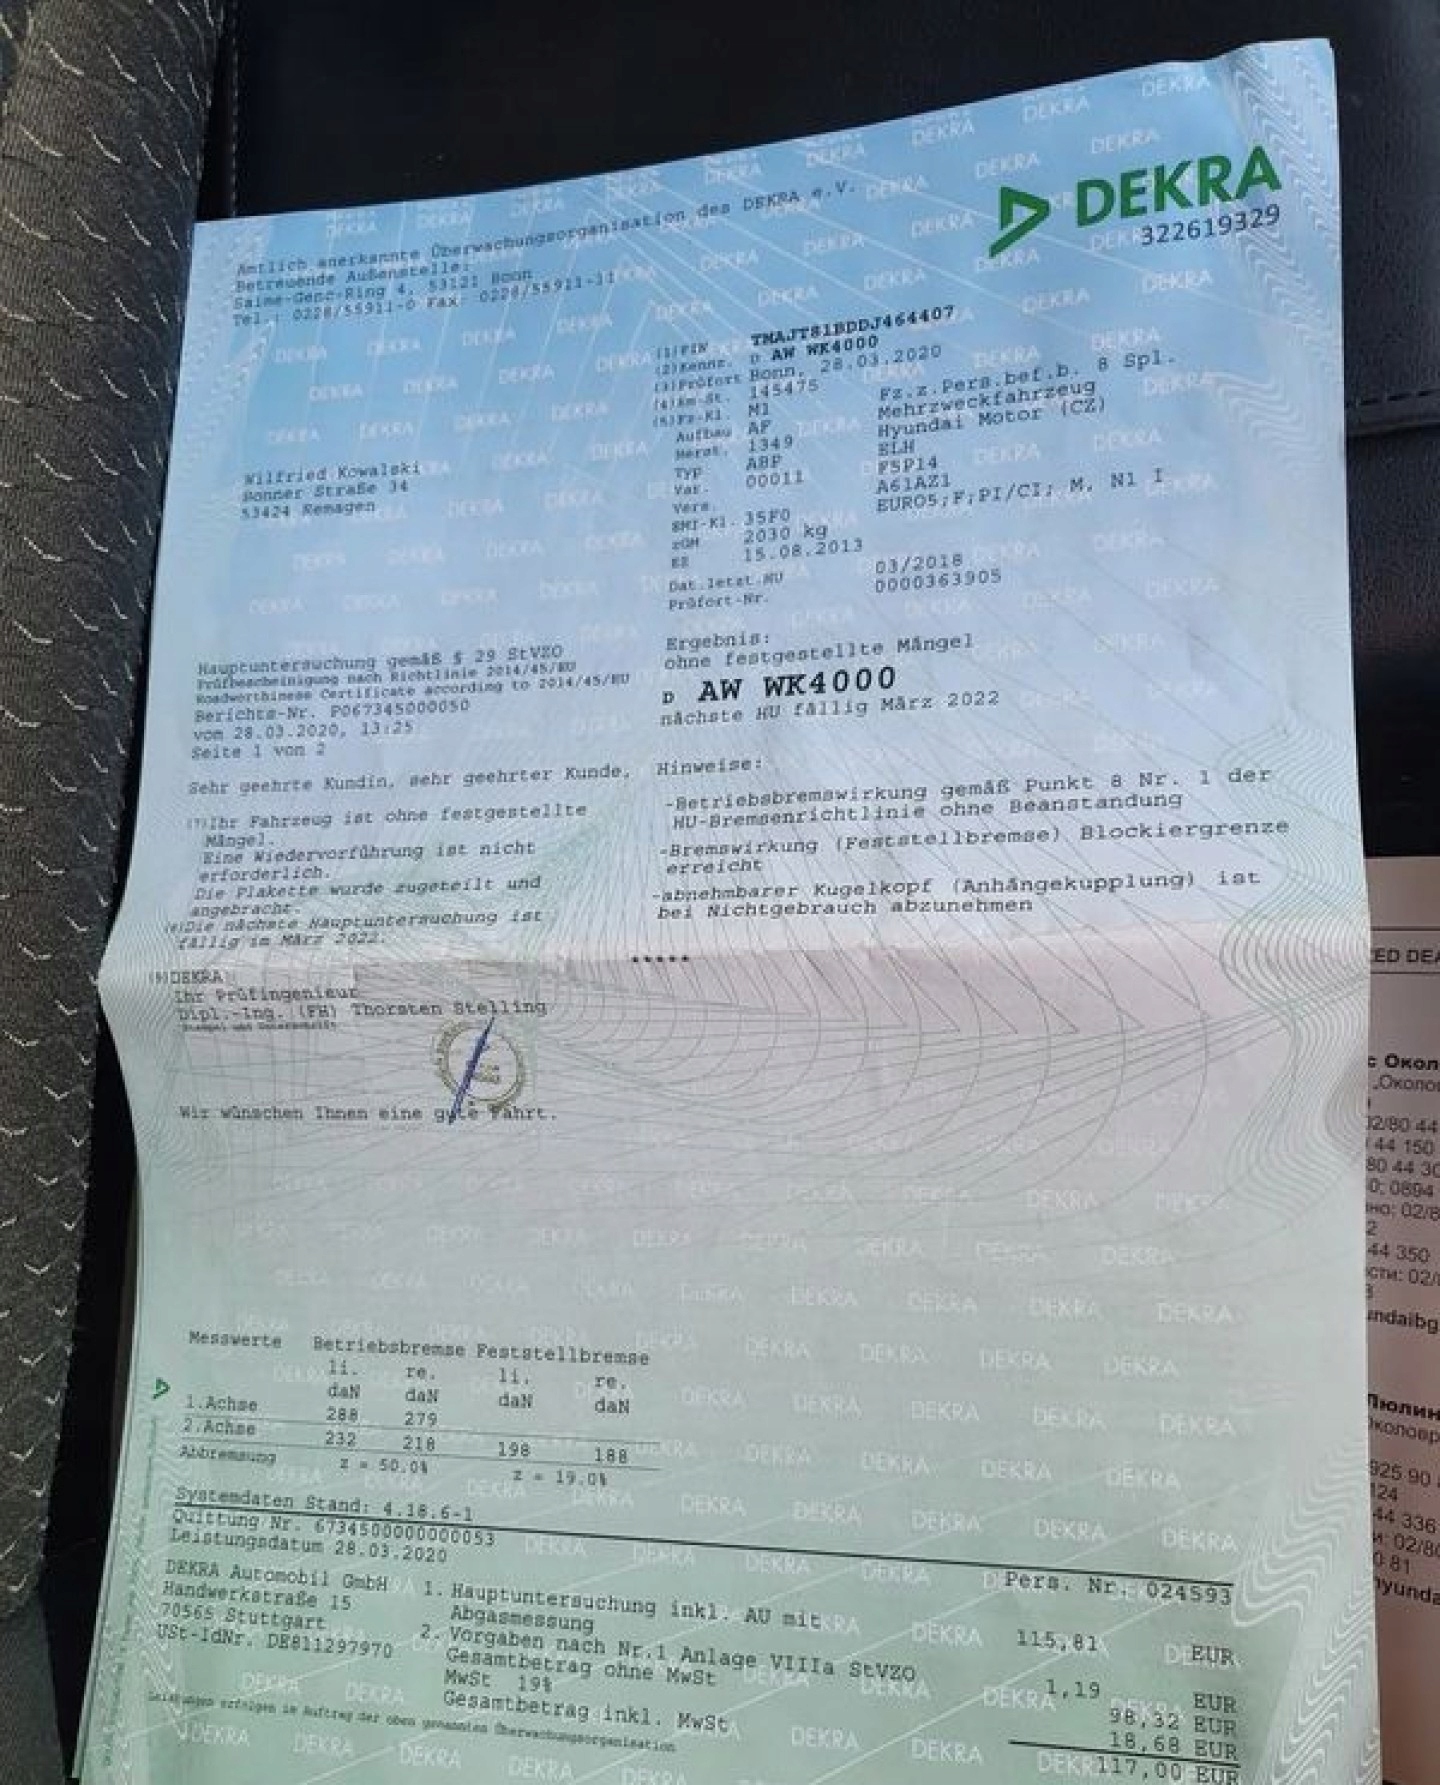 DEKRA
322619329
Amtlich anerkannte Überwachungsorganisation des DEKRA e.V.
Betreuende Außenstelle:
Saime-Genc-Ring 4, 53121 Bonn
Tel.: 0228/55911-0 Fax: 0228/55911-11
(1)FIN TMAJT81BDDJ464407
(2)Kennz. D AW WK4000
(3)Prüfort Bonn, 28.03.2020
(4)km-St. 145475
(5)Fz-Kl. M1 Fz.z.Pers.bef.b. 8 Spl.
Aufbau AF Mehrzweckfahrzeug
Herst. 1349 Hyundai Motor (CZ)
Typ ABP ELH
Var. 00011 F5P14
Vers. A61AZ1
EMI-Kl. 35F0 EURO5;F;PI/CI; M, N1 I
zGM 2030 kg
EZ 15.08.2013
Dat.letzt.HU 03/2018
Prüfort-Nr. 0000363905
Wilfried Kowalski
Bonner Straße 34
53424 Remagen
Hauptuntersuchung gemäß § 29 StVZO
Prüfbescheinigung nach Richtlinie 2014/45/EU
Roadworthiness Certificate according to 2014/45/EU
Berichts-Nr. P067345000050
vom 28.03.2020, 13:25
Seite 1 von 2
Ergebnis:
ohne festgestellte Mängel
D AW WK4000
nächste HU fällig März 2022
Sehr geehrte Kundin, sehr geehrter Kunde,
(7)Ihr Fahrzeug ist ohne festgestellte
Mängel.
Eine Wiedervorführung ist nicht
erforderlich.
Die Plakette wurde zugeteilt und
angebracht.
Die nächste Hauptuntersuchung ist
fällig im März 2022.
Hinweise:
-Betriebsbremswirkung gemäß Punkt 8 Nr. 1 der
HU-Bremsenrichtlinie ohne Beanstandung
-Bremswirkung (Feststellbremse) Blockiergrenze
erreicht
-abnehmbarer Kugelkopf (Anhängekupplung) ist
bei Nichtgebrauch abzunehmen
*****
(9)DEKRA
Ihr Prüfingenieur
Dipl.-Ing. (FH) Thorsten Stelling
Stempel und Unterschrift
Wir wünschen Ihnen eine gute Fahrt.
Messwerte Betriebsbremse Feststellbremse
li. re. li. re.
daN daN daN daN
1.Achse 288 279
2.Achse 232 218 198 188
Abbremsung z = 50.0% z = 19.0%
Systemdaten Stand: 4.18.6-1
Quittung Nr. 6734500000000053
Leistungsdatum 28.03.2020
Pers. Nr. 024593
DEKRA Automobil GmbH
Handwerkstraße 15
70565 Stuttgart
USt-IdNr. DE811297970
1. Hauptuntersuchung inkl. AU mit
Abgasmessung 115,81 EUR
2. Vorgaben nach Nr.1 Anlage VIIIa StVZO 1,19 EUR
Gesamtbetrag ohne MwSt 98,32 EUR
MwSt 19% 18,68 EUR
Gesamtbetrag inkl. MwSt 117,00 EUR
Leistungen erfolgen im Auftrag der oben genannten Überwachungsorganisation